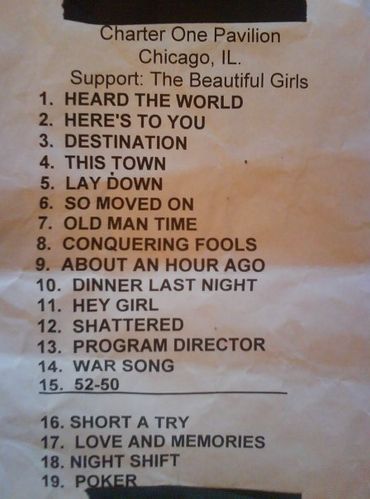 Charter One Pavilion
Chicago, IL.
Support: The Beautiful Girls
1. HEARD THE WORLD
2. HERE'S TO YOU
3. DESTINATION
4. THIS TOWN
5. LAY DOWN
6. SO MOVED ON
7. OLD MAN TIME
8. CONQUERING FOOLS
9. ABOUT AN HOUR AGO
10. DINNER LAST NIGHT
11. HEY GIRL
12. SHATTERED
13. PROGRAM DIRECTOR
14. WAR SONG
15. 52-50
16. SHORT A TRY
17. LOVE AND MEMORIES
18. NIGHT SHIFT
19. POKER